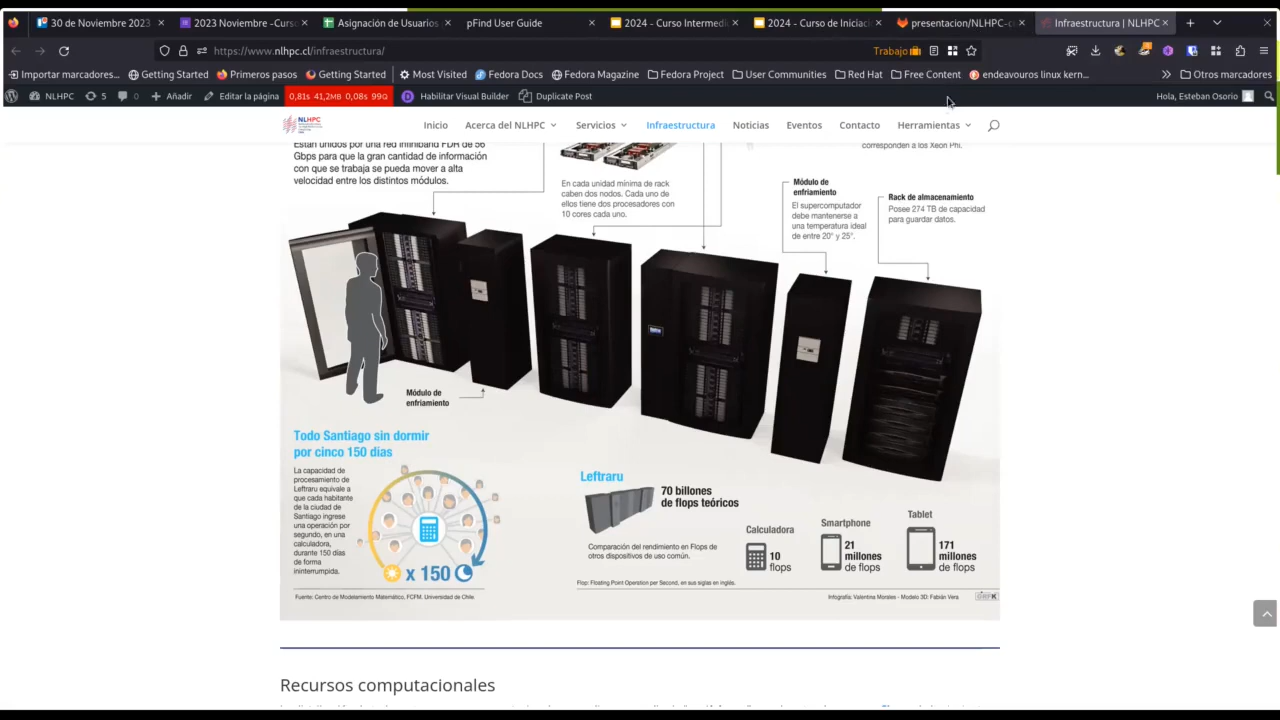 30 de Noviembre 2023
2023 Noviembre -Curso
Asignación de Usuarios
pFind User Guide
2024 - Curso Intermedi
2024 - Curso de Iniciaci
presentacion/NLHPC-c
Infraestructura | NLHPC
https://www.nlhpc.cl/infraestructura/
Trabajo
Importar marcadores...
Getting Started
Primeros pasos
Getting Started
Most Visited
Fedora Docs
Fedora Magazine
Fedora Project
User Communities
Red Hat
Free Content
endeavouros linux kern...
Otros marcadores
NLHPC
5
0
Añadir
Editar la página
0,81s 41,2MB 0,08s 99Q
Habilitar Visual Builder
Duplicate Post
Hola, Esteban Osorio
NLHPC
Inicio
Acerca del NLHPC
Servicios
Infraestructura
Noticias
Eventos
Contacto
Herramientas
Están unidos por una red Infiniband FDR de 56
Gbps para que la gran cantidad de información
con que se trabaja se pueda mover a alta
velocidad entre los distintos módulos.
En cada unidad mínima de rack
caben dos nodos. Cada uno de
ellos tiene dos procesadores con
10 cores cada uno.
corresponden a los Xeon Phi.
Módulo de
enfriamiento
El supercomputador
debe mantenerse a
una temperatura ideal
de entre 20° y 25°.
Rack de almacenamiento
Posee 274 TB de capacidad
para guardar datos.
Módulo de
enfriamiento
Todo Santiago sin dormir
por cinco 150 días
La capacidad de
procesamiento de
Leftraru equivale a
que cada habitante
de la ciudad de
Santiago ingrese
una operación por
segundo, en una
calculadora,
durante 150 días
de forma
ininterrumpida.
x 150
Fuente: Centro de Modelamiento Matemático, FCFM. Universidad de Chile
Leftraru
70 billones
de flops teóricos
Comparación del rendimiento en Flops de
otros dispositivos de uso común.
Calculadora
10
flops
Smartphone
21
millones
de flops
Tablet
171
millones
de flops
Flop: Floating Point Operation per Second, en sus siglas en inglés.
Infografía: Valentina Morales - Modelo 3D: Fabián Vera
GRFK
Recursos computacionales